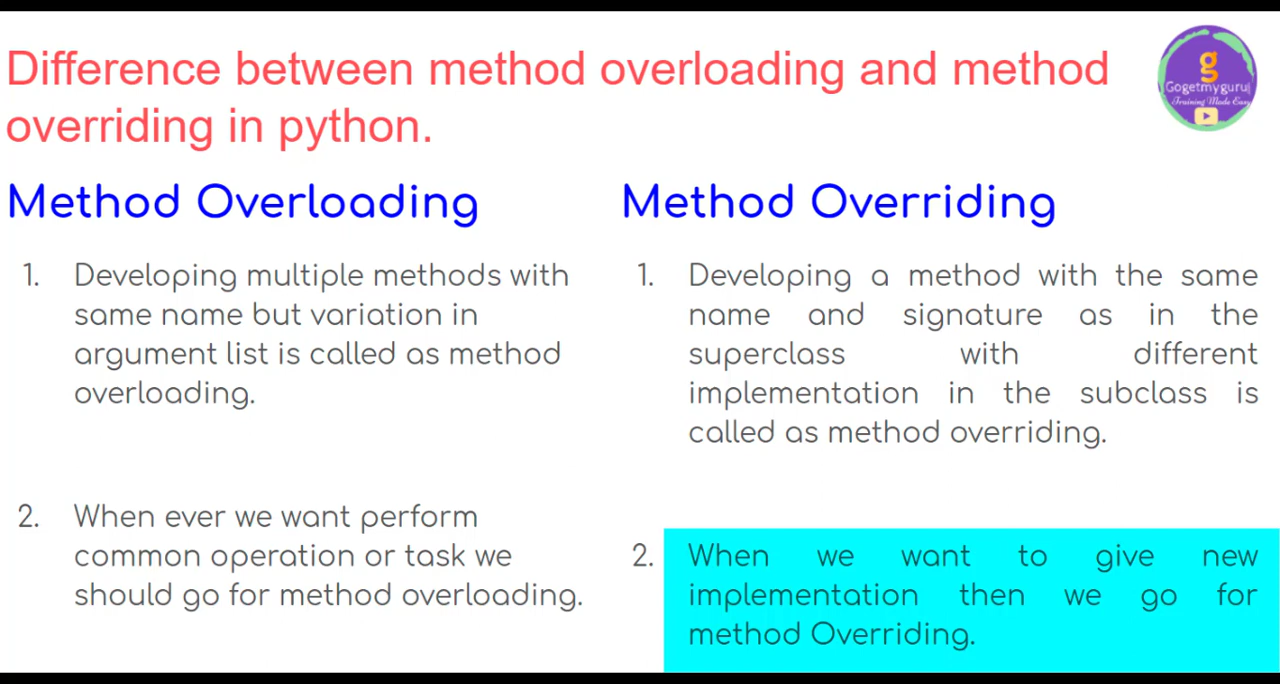 Difference between method overloading and method
overriding in python.
g
Gogetmyguru
Training Made Easy
Method Overloading
1. Developing multiple methods with
same name but variation in
argument list is called as method
overloading.
2. When ever we want perform
common operation or task we
should go for method overloading.
Method Overriding
1. Developing a method with the same
name and signature as in the
superclass with different
implementation in the subclass is
called as method overriding.
2. When we want to give new
implementation then we go for
method Overriding.